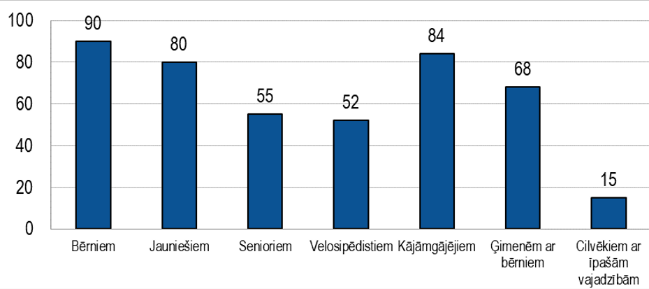 100
80
60
40
20
0
90
80
55
52
84
68
15
Bērniem
Jauniešiem
Senioriem
Velosipēdistiem
Kājāmgājējiem
Ģimenēm ar
bērniem
Cilvēkiem ar
īpašām
vajadzībām